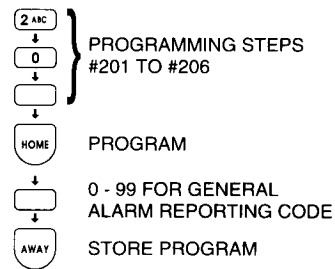 2 ABC
0
PROGRAMMING STEPS
#201 TO #206
HOME
PROGRAM
0 - 99 FOR GENERAL
ALARM REPORTING CODE
AWAY
STORE PROGRAM